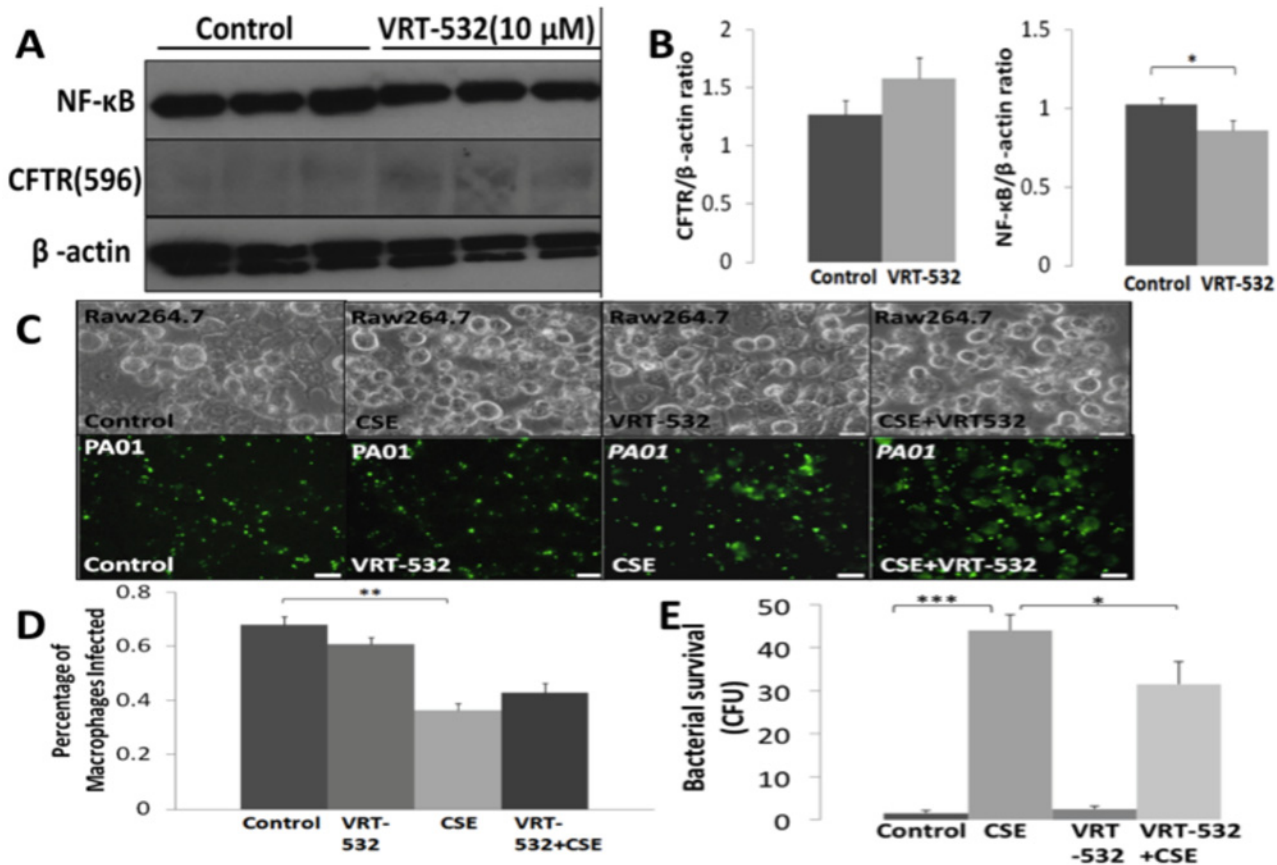 A
Control VRT-532(10 μM)
NF-κB
CFTR(596)
β -actin
B
CFTR/β -actin ratio
2
1.5
1
0.5
0
Control VRT-532
NF-κB/β -actin ratio
1.5
1
0.5
0
*
Control VRT-532
C
Raw264.7 Raw264.7 Raw264.7 Raw264.7
Control CSE VRT-532 CSE+VRT532
PA01 PA01 PA01 PA01
Control VRT-532 CSE CSE+VRT-532
D
Percentage of
Macrophages Infected
0.8
0.6
0.4
0.2
0
**
Control VRT- CSE VRT-
532 532+CSE
E
Bacterial survival
(CFU)
50
40
30
20
10
0
*** *
Control CSE VRT VRT-532
-532 +CSE